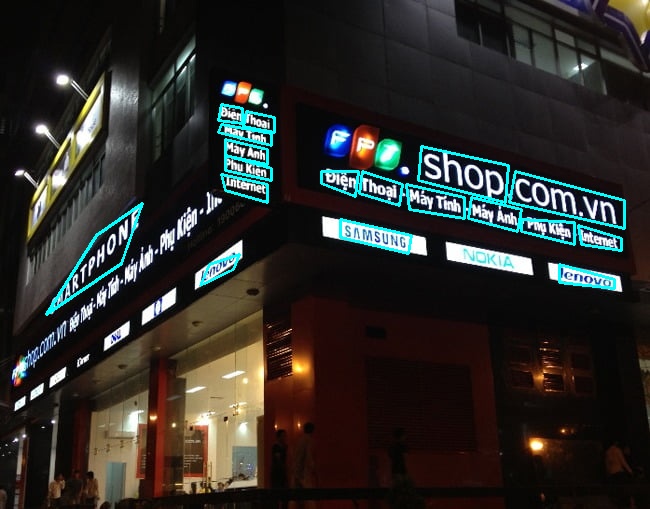 FPT.
Điện Thoại
Máy Tính
Máy Ảnh
Phụ Kiện
Internet
FPT. shop.com.vn
Điện Thoại Máy Tính Máy Ảnh Phụ Kiện Internet
SAMSUNG NOKIA lenovo
SMARTPHONE
shop.com.vn Điện Thoại - Máy Tính - Máy Ảnh - Phụ Kiện -
lenovo